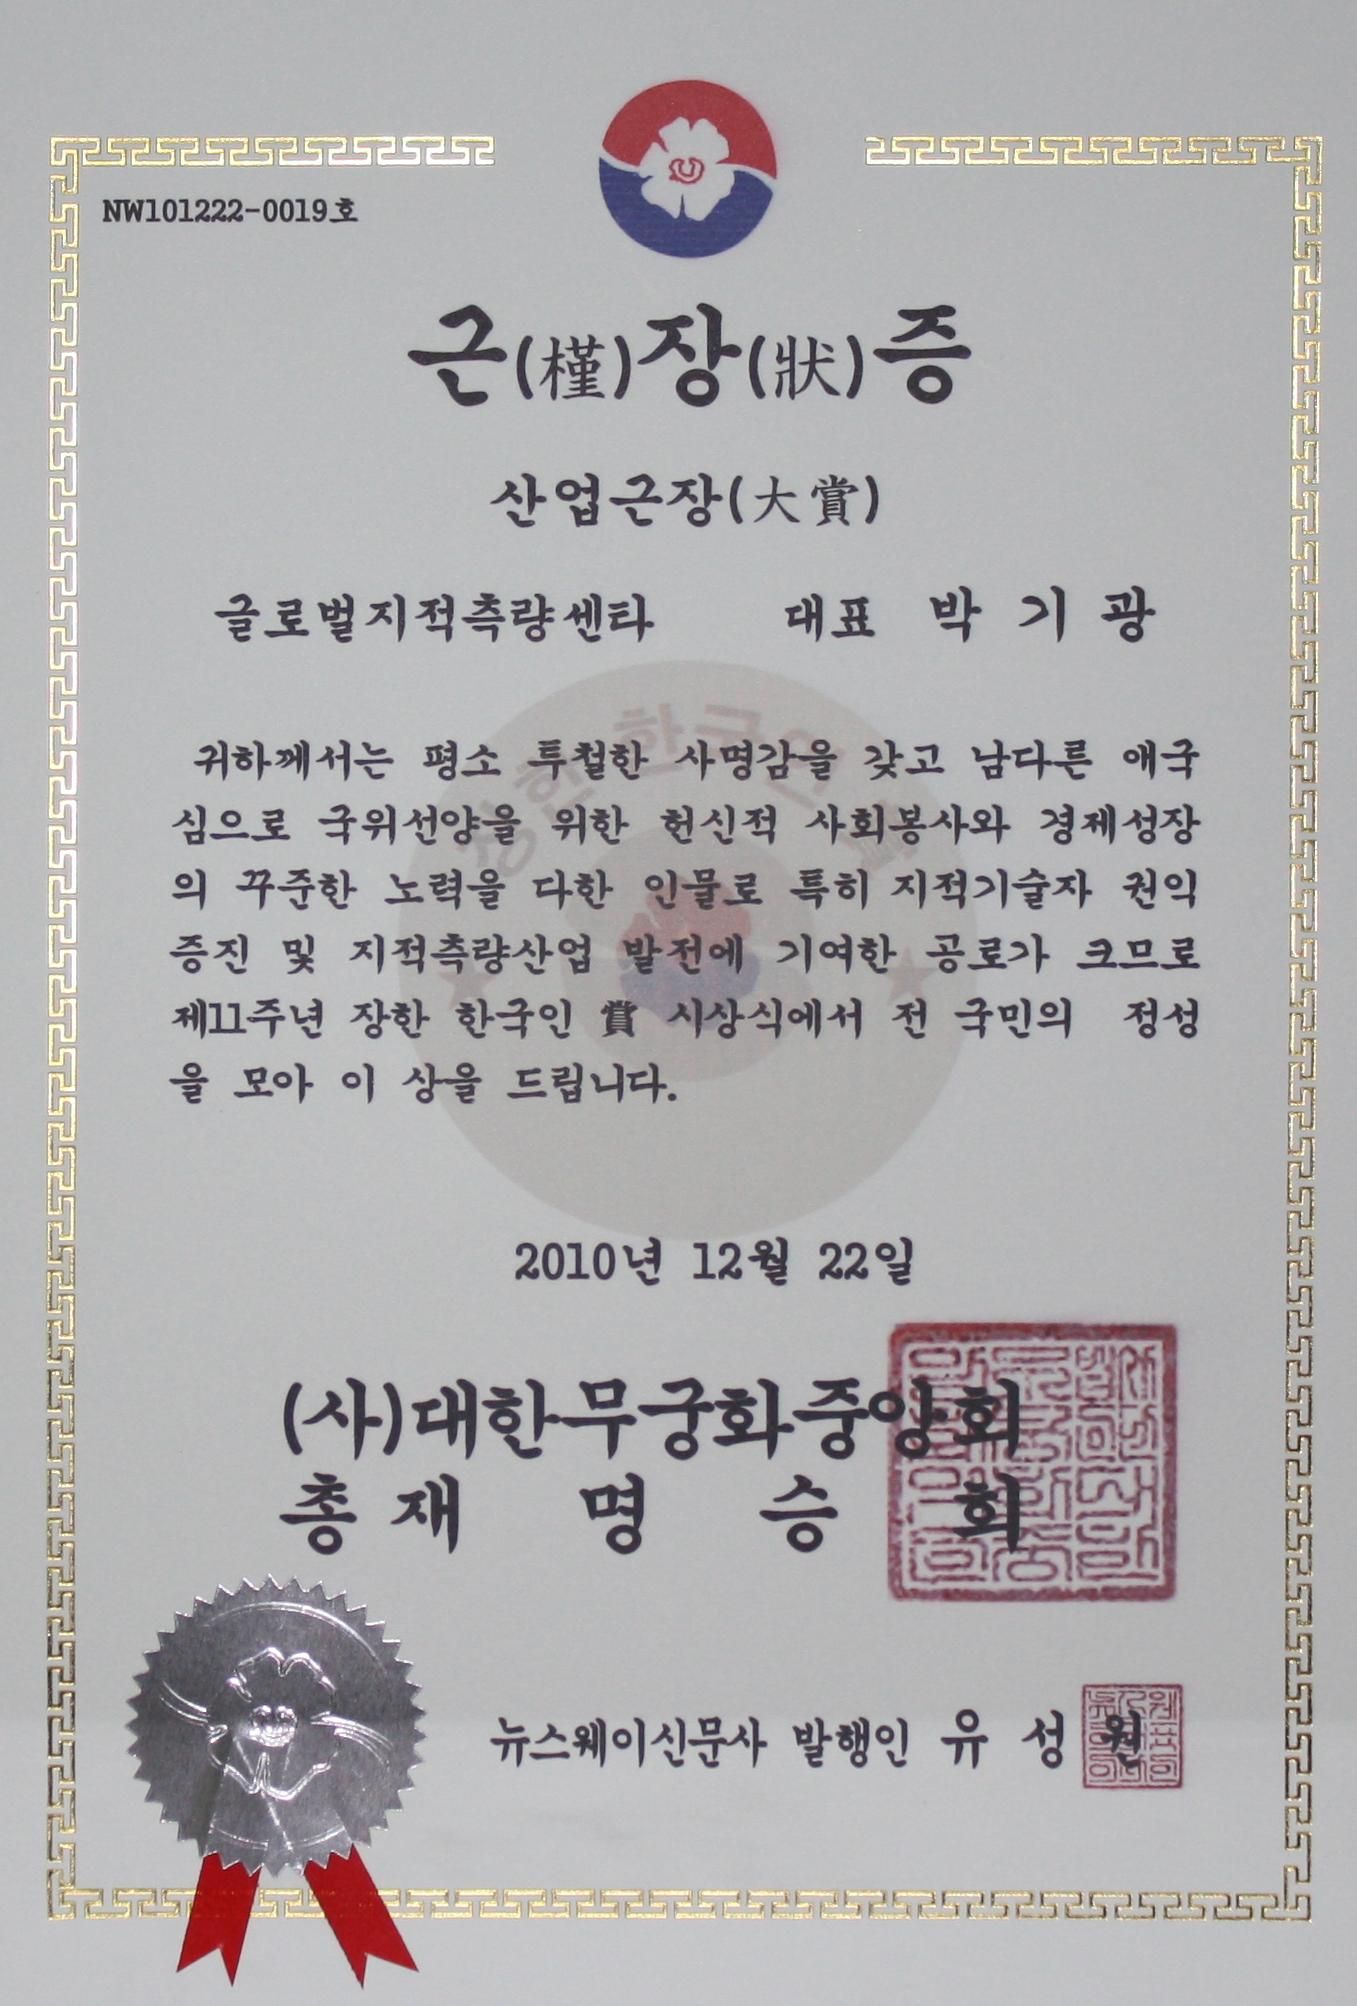 NW101222-0019호
근(槿)장(狀)증
산업근장(大賞)
글로벌지적측량센타 대표 박 기 광
귀하께서는 평소 투철한 사명감을 갖고 남다른 애국
심으로 국위선양을 위한 헌신적 사회봉사와 경제성장
의 꾸준한 노력을 다한 인물로 특히 지적기술자 권익
증진 및 지적측량산업 발전에 기여한 공로가 크므로
제11주년 장한 한국인 賞 시상식에서 전 국민의 정성
을 모아 이 상을 드립니다.
장한 한국인 賞
2010년 12월 22일
(사)대한무궁화중앙회
총 재 명 승 희
뉴스웨이신문사 발행인 유 성 원